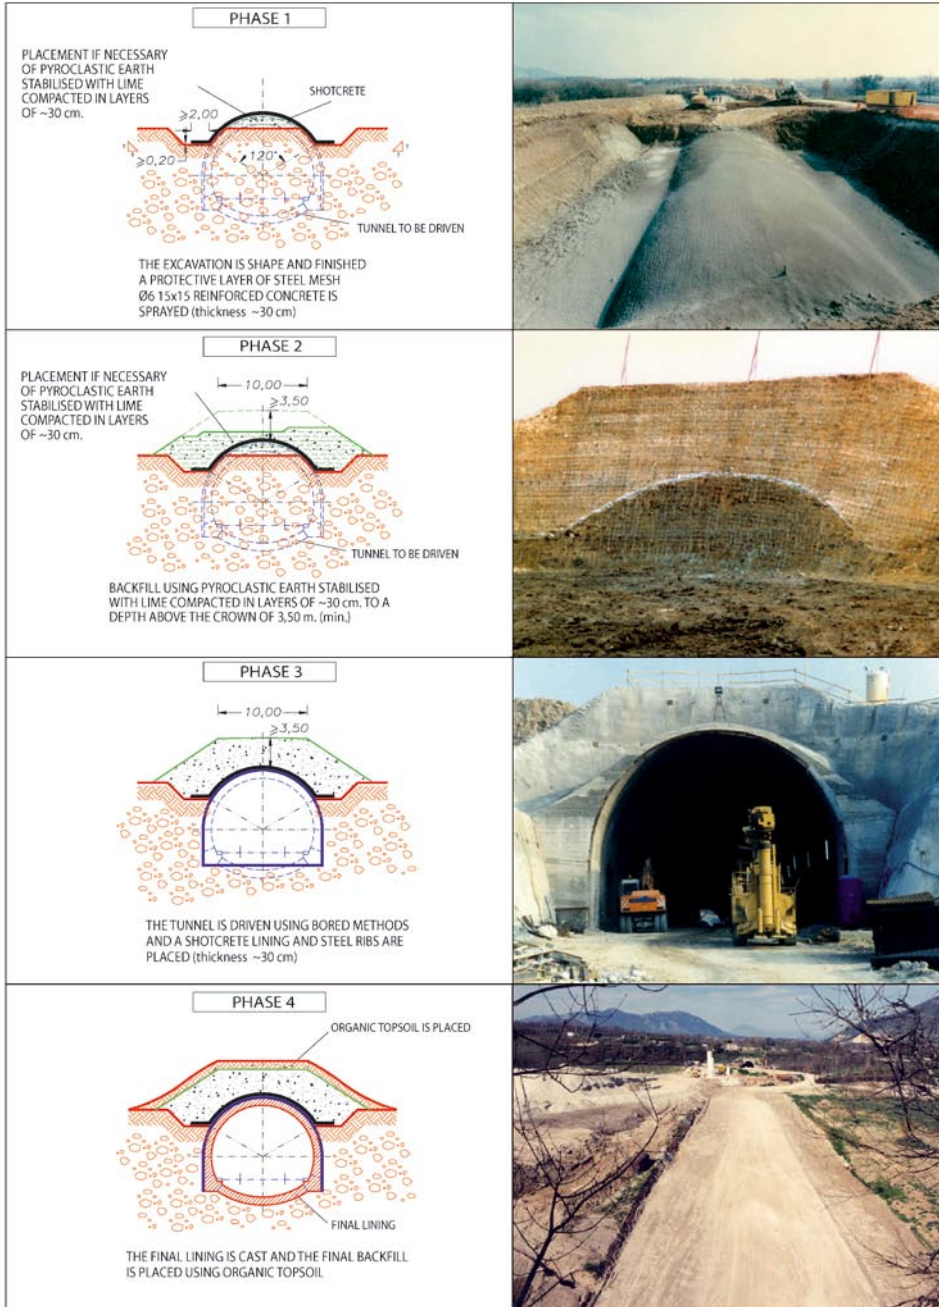 PHASE 1
PLACEMENT IF NECESSARY
OF PYROCLASTIC EARTH
STABILISED WITH LIME
COMPACTED IN LAYERS
OF ~30 cm.
SHOTCRETE
≥2,00
≥0,20
120°
TUNNEL TO BE DRIVEN
THE EXCAVATION IS SHAPE AND FINISHED
A PROTECTIVE LAYER OF STEEL MESH
Ø6 15x15 REINFORCED CONCRETE IS
SPRAYED (thickness ~30 cm)
PHASE 2
PLACEMENT IF NECESSARY
OF PYROCLASTIC EARTH
STABILISED WITH LIME
COMPACTED IN LAYERS
OF ~30 cm.
10,00
≥3,50
TUNNEL TO BE DRIVEN
BACKFILL USING PYROCLASTIC EARTH STABILISED
WITH LIME COMPACTED IN LAYERS OF ~30 cm. TO A
DEPTH ABOVE THE CROWN OF 3,50 m. (min.)
PHASE 3
10,00
≥3,50
THE TUNNEL IS DRIVEN USING BORED METHODS
AND A SHOTCRETE LINING AND STEEL RIBS ARE
PLACED (thickness ~30 cm)
PHASE 4
ORGANIC TOPSOIL IS PLACED
FINAL LINING
THE FINAL LINING IS CAST AND THE FINAL BACKFILL
IS PLACED USING ORGANIC TOPSOIL